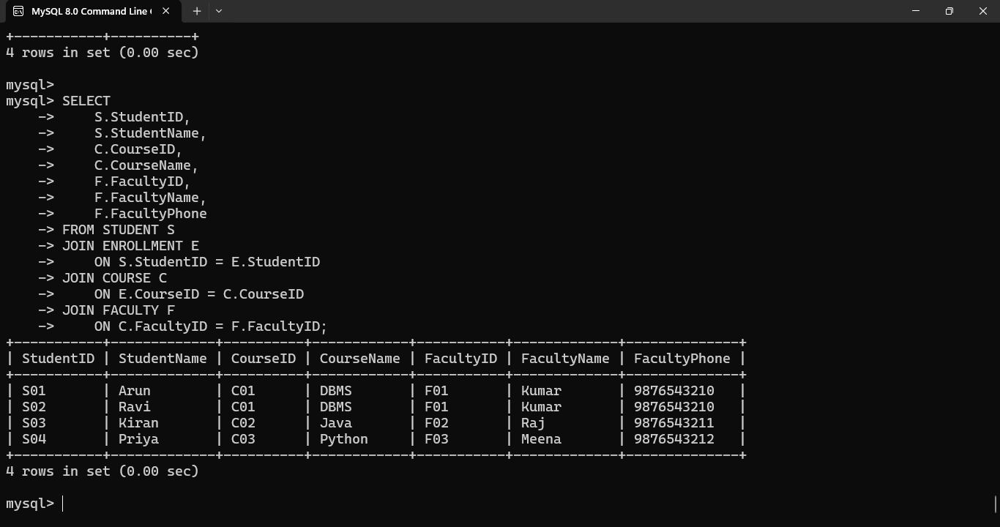 MySQL 8.0 Command Line
+-----------+----------+
4 rows in set (0.00 sec)
mysql>
mysql> SELECT
    ->     S.StudentID,
    ->     S.StudentName,
    ->     C.CourseID,
    ->     C.CourseName,
    ->     F.FacultyID,
    ->     F.FacultyName,
    ->     F.FacultyPhone
    -> FROM STUDENT S
    -> JOIN ENROLLMENT E
    ->     ON S.StudentID = E.StudentID
    -> JOIN COURSE C
    ->     ON E.CourseID = C.CourseID
    -> JOIN FACULTY F
    ->     ON C.FacultyID = F.FacultyID;
+-----------+-------------+----------+------------+-----------+-------------+--------------+
| StudentID | StudentName | CourseID | CourseName | FacultyID | FacultyName | FacultyPhone |
+-----------+-------------+----------+------------+-----------+-------------+--------------+
| S01       | Arun        | C01      | DBMS       | F01       | Kumar       | 9876543210   |
| S02       | Ravi        | C01      | DBMS       | F01       | Kumar       | 9876543210   |
| S03       | Kiran       | C02      | Java       | F02       | Raj         | 9876543211   |
| S04       | Priya       | C03      | Python     | F03       | Meena       | 9876543212   |
+-----------+-------------+----------+------------+-----------+-------------+--------------+
4 rows in set (0.00 sec)
mysql>